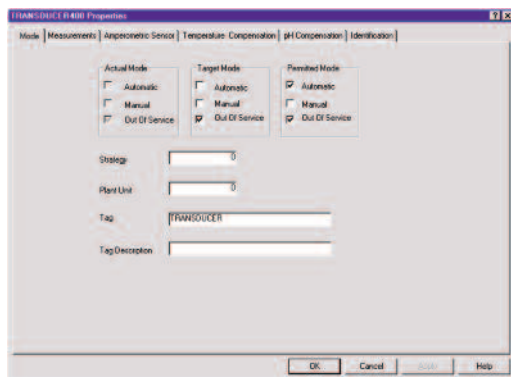 TRANSDUCER400 Properties
Mode Measurements Amperometric Sensor Temperature Compensation pH Compensation Identification
Actual Mode Target Mode Permitted Mode
Automatic Automatic Automatic
Manual Manual Manual
Out Of Service Out Of Service Out Of Service
Strategy 0
Plant Unit 0
Tag TRANSDUCER
Tag Description
OK Cancel Apply Help